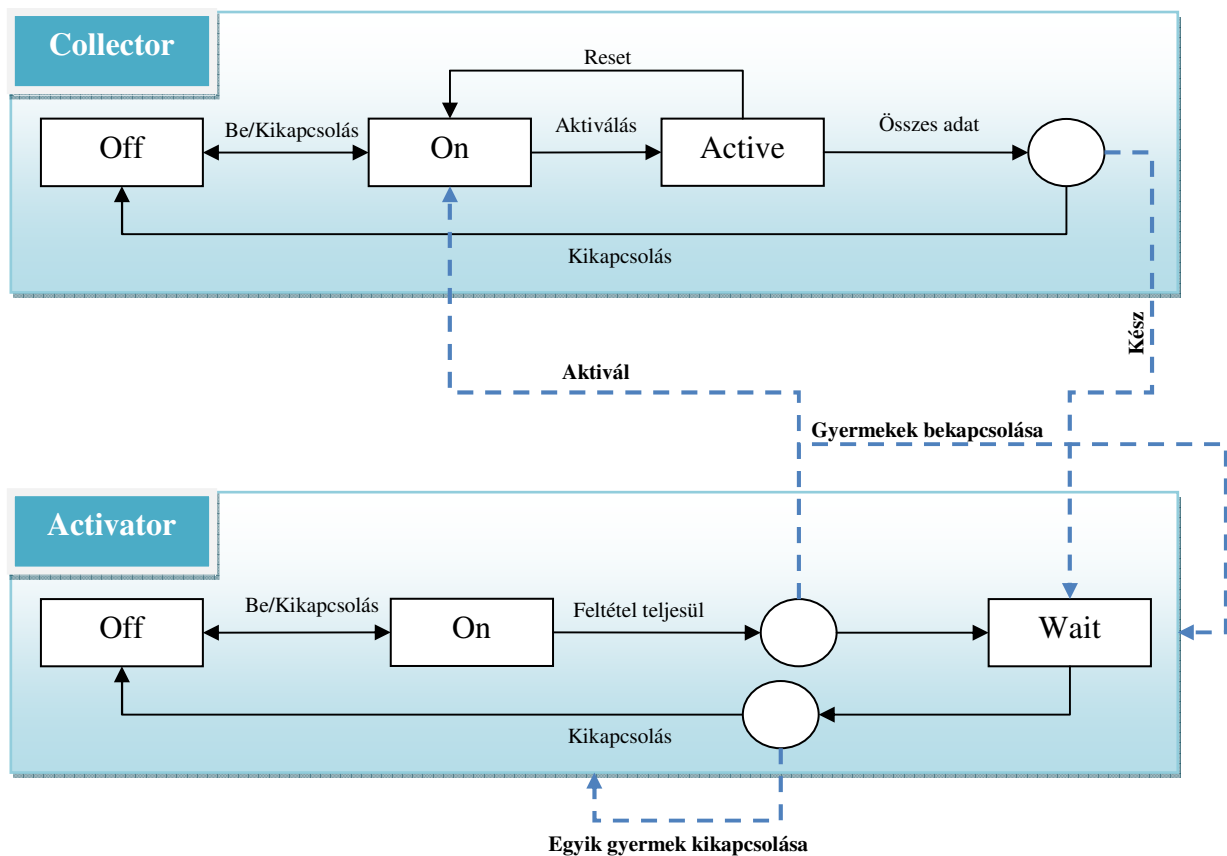 Collector
Reset
Off
Be/Kikapcsolás
On
Aktiválás
Active
Összes adat
Kikapcsolás
Kész
Aktivál
Gyermekek bekapcsolása
Activator
Off
Be/Kikapcsolás
On
Feltétel teljesül
Wait
Kikapcsolás
Egyik gyermek kikapcsolása